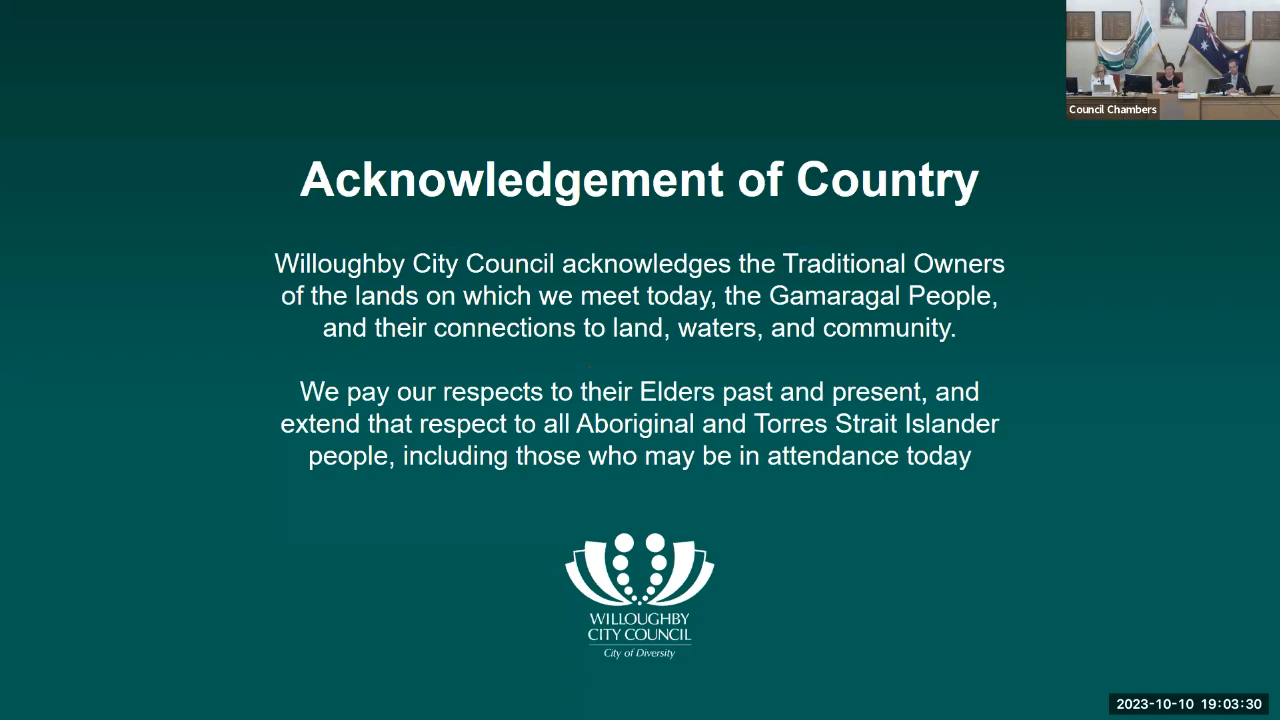 Council Chambers
Acknowledgement of Country
Willoughby City Council acknowledges the Traditional Owners
of the lands on which we meet today, the Gamaragal People,
and their connections to land, waters, and community.
We pay our respects to their Elders past and present, and
extend that respect to all Aboriginal and Torres Strait Islander
people, including those who may be in attendance today
WILLOUGHBY
CITY COUNCIL
City of Diversity
2023-10-10 19:03:30